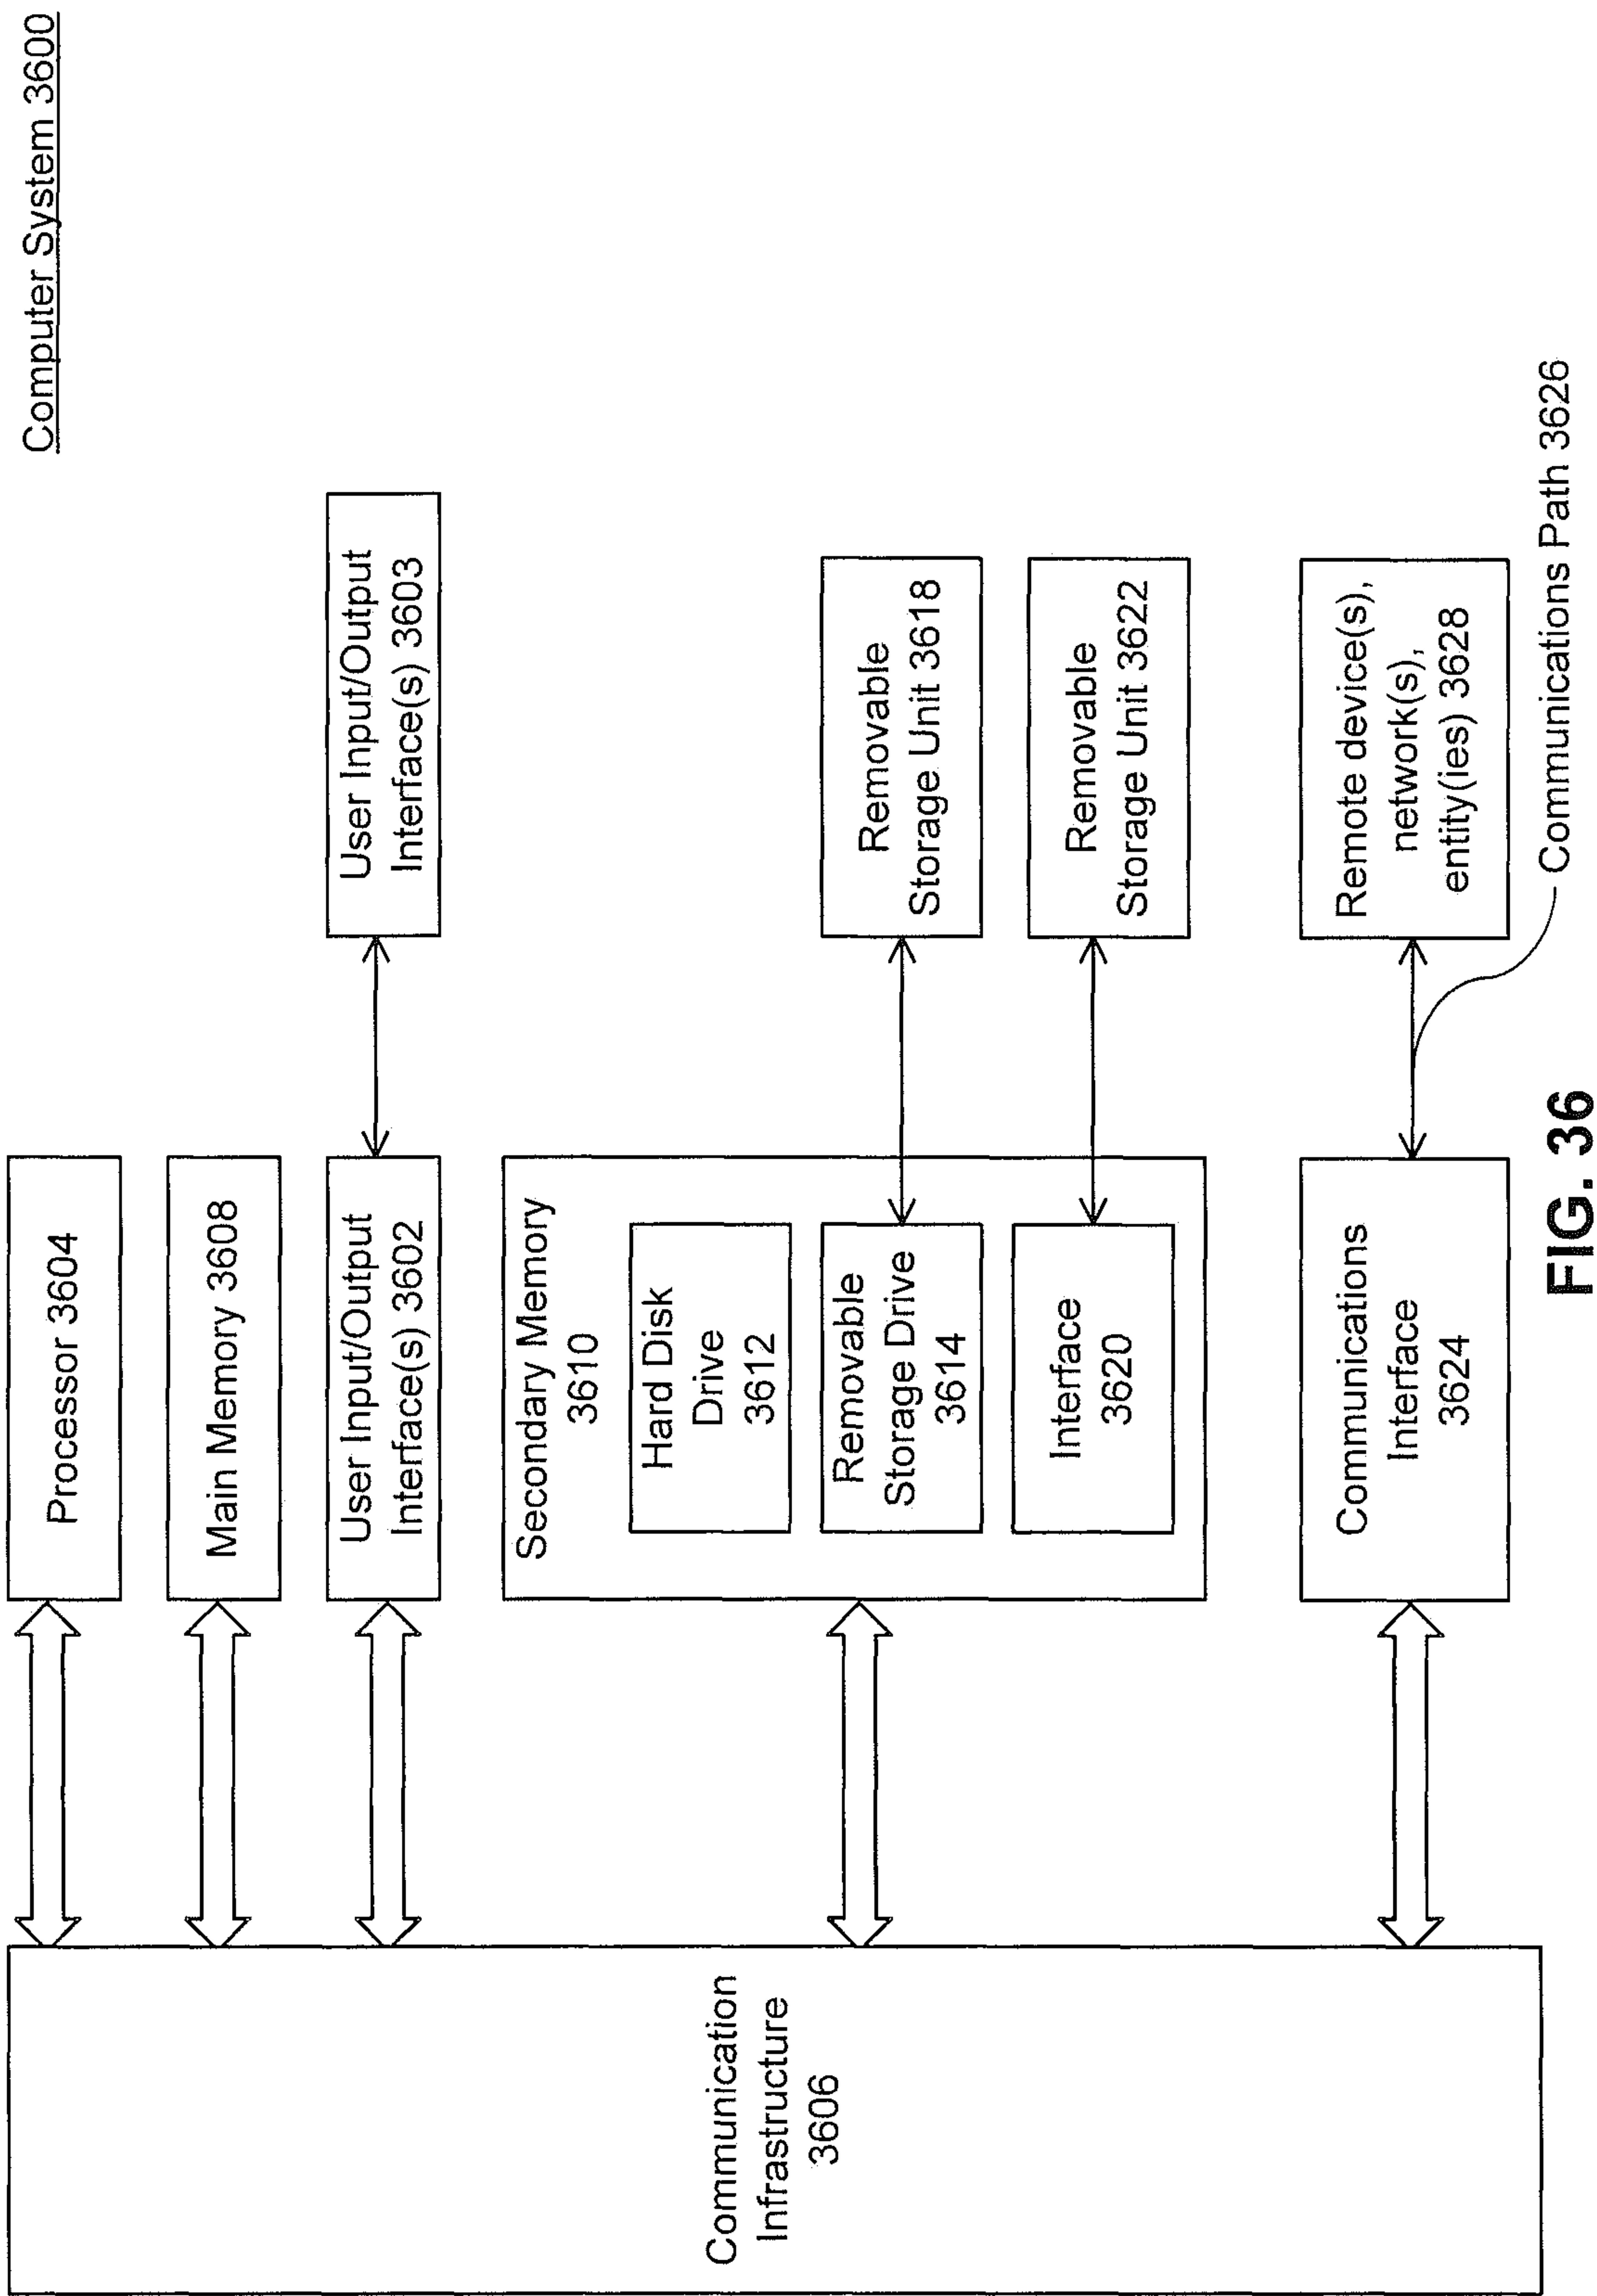 Computer System 3600
Processor 3604
Main Memory 3608
User Input/Output
Interface(s) 3602
User Input/Output
Interface(s) 3603
Communication
Infrastructure
3606
Secondary Memory
3610
Hard Disk
Drive
3612
Removable
Storage Drive
3614
Removable
Storage Unit 3618
Interface
3620
Removable
Storage Unit 3622
Communications
Interface
3624
Remote device(s),
network(s),
entity(ies) 3628
Communications Path 3626
FIG. 36